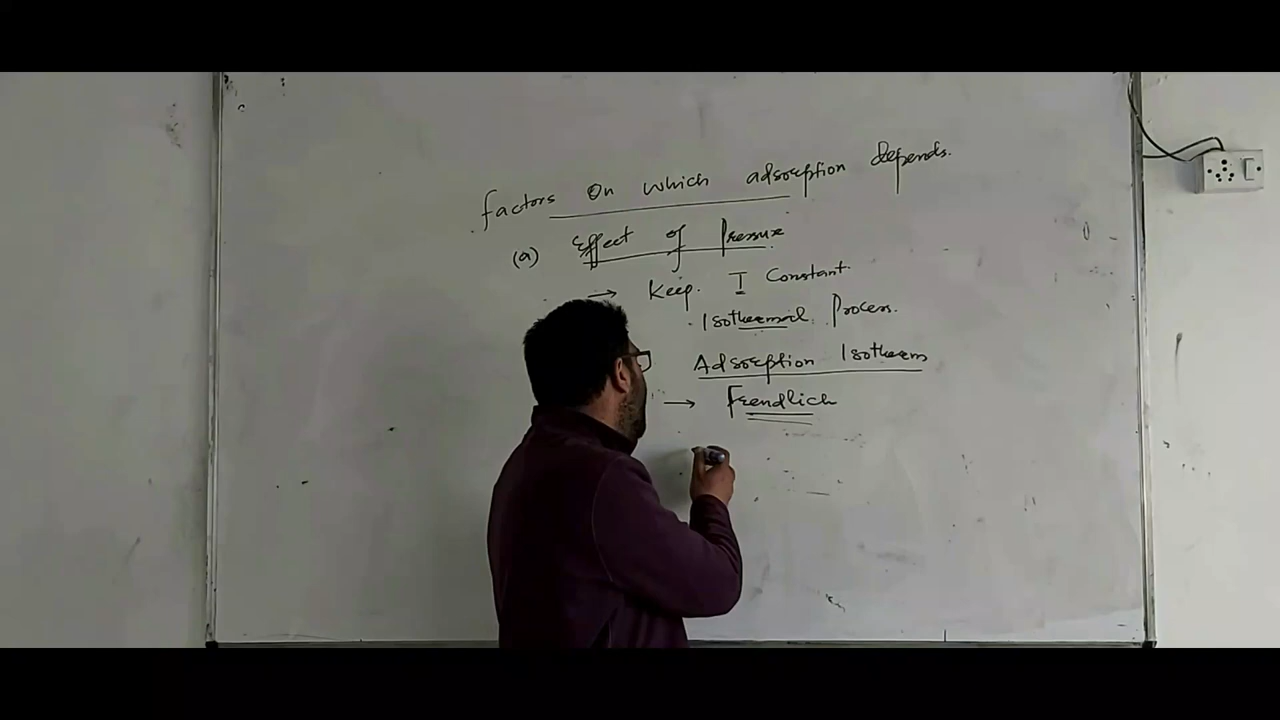 Factors On which adsorption depends.
(a) Effect of Pressure
→ Keep T Constant
Isothermal Process.
Adsorption Isotherm
→ Frendlich